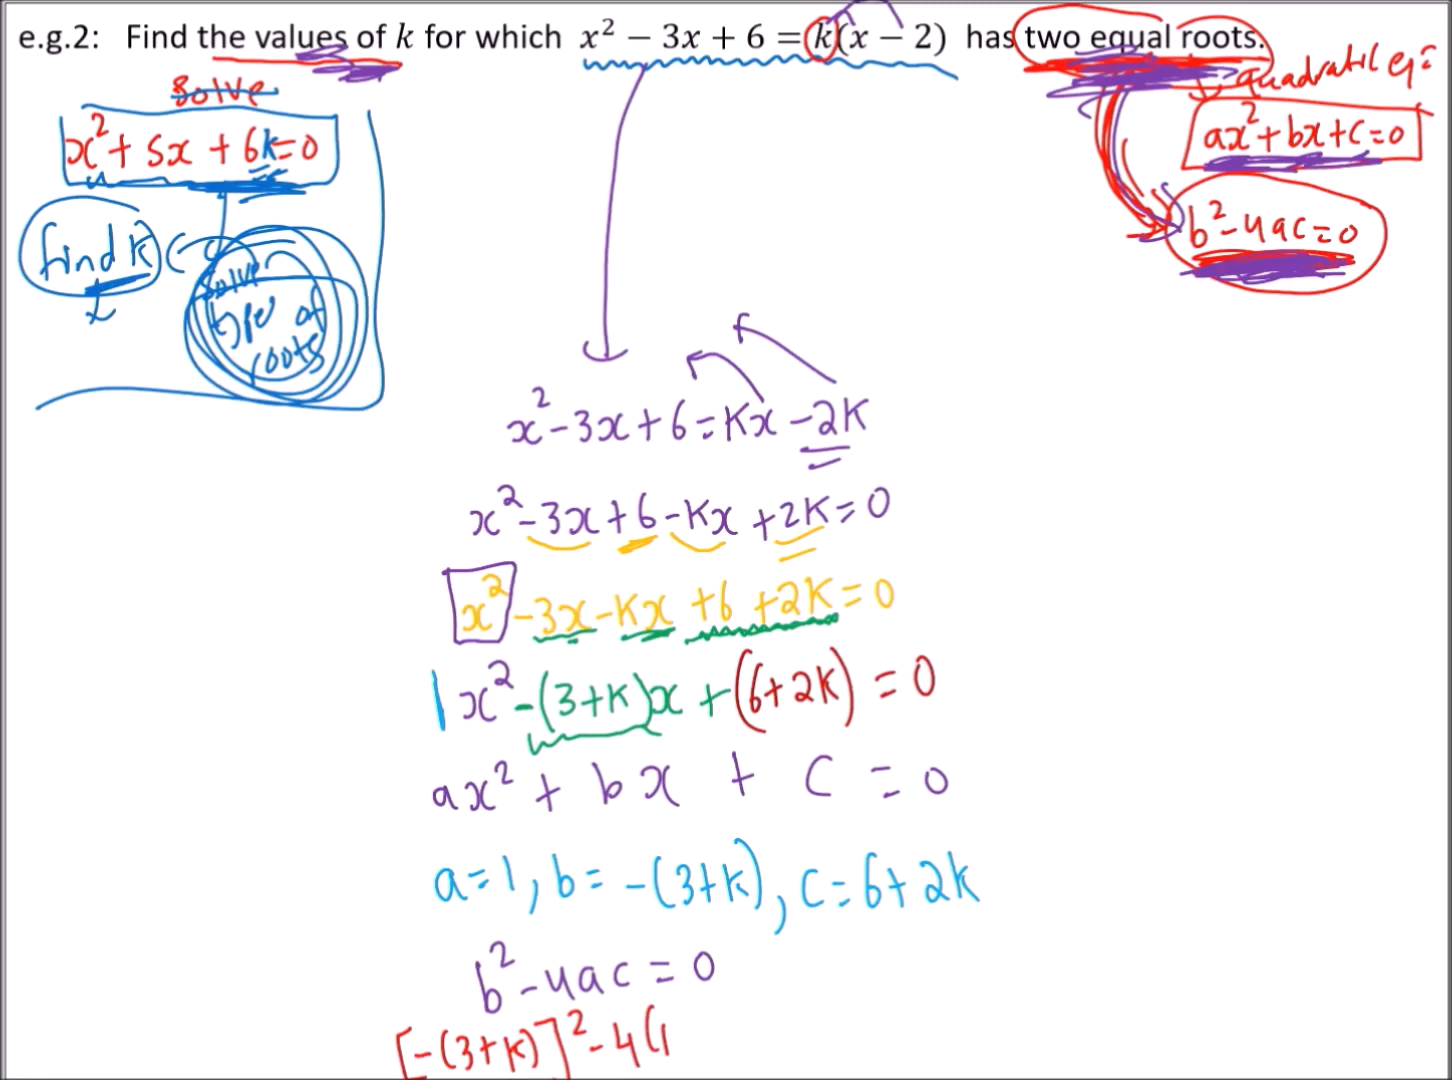 e.g.2: Find the values of k for which x² − 3x + 6 = k(x − 2) has two equal roots.
quadratic eq=
ax²+bx+c=0
b²-4ac=0
Solve
x²+5x+6k=0
find k
Solve
type of
roots
x²-3x+6=Kx-2K
x²-3x+6-Kx+2K=0
x²-3x-Kx+6+2K=0
1x²-(3+K)x+(6+2K)=0
ax²+bx+c=0
a=1, b=-(3+k), c=6+2k
b²-4ac=0
[-(3+k)]²-4(1